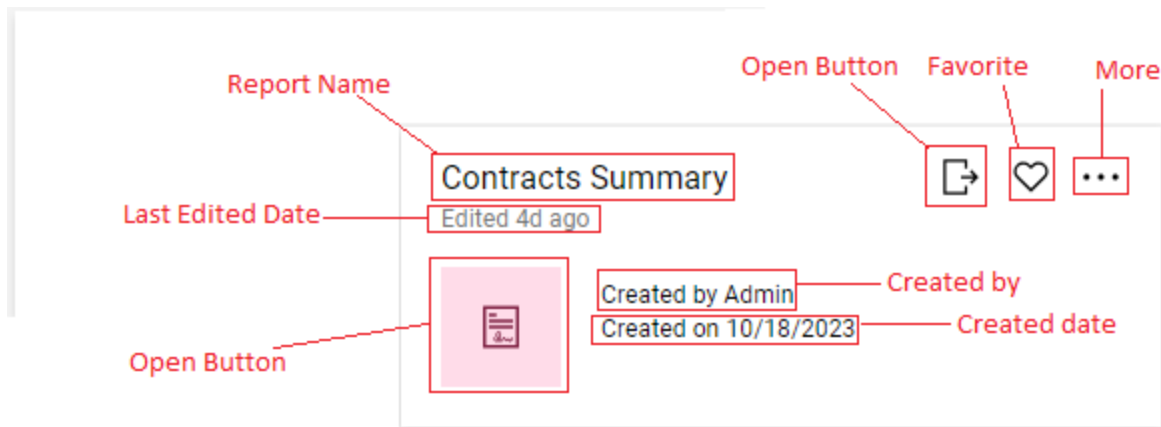 Open Button
Favorite
More
Report Name
Contracts Summary
Last Edited Date
Edited 4d ago
Created by Admin
Created by
Created on 10/18/2023
Created date
Open Button